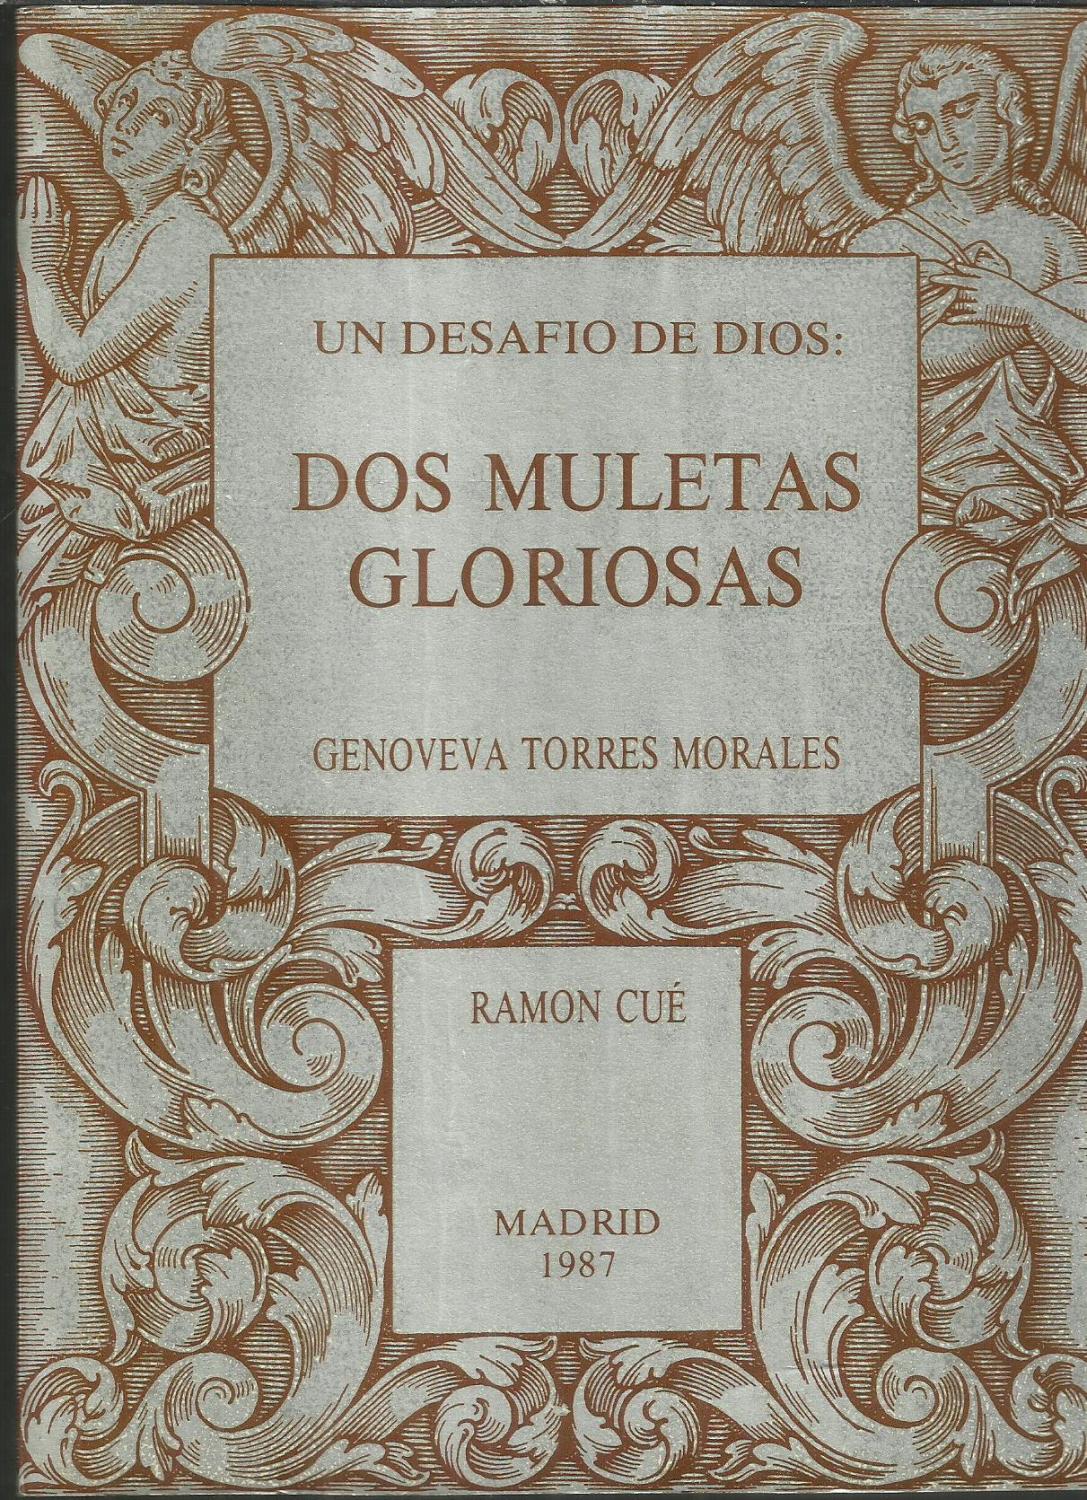 UN DESAFIO DE DIOS:
DOS MULETAS
GLORIOSAS
GENOVEVA TORRES MORALES
RAMON CUÉ
MADRID
1987